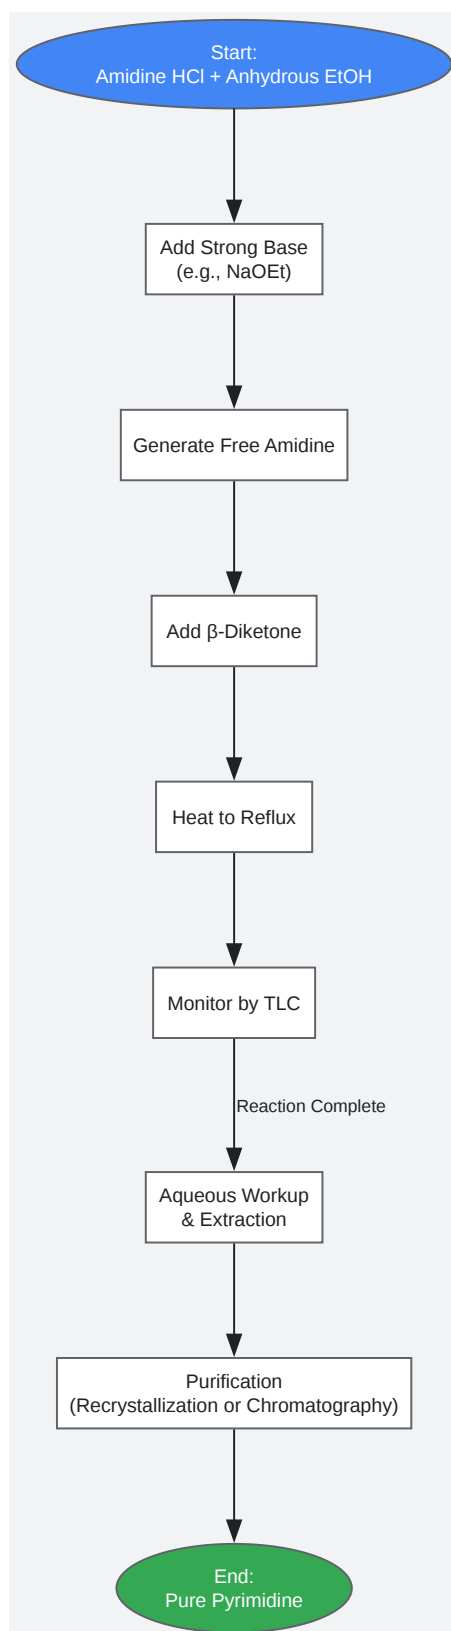 Start:
Amidine HCl + Anhydrous EtOH
Add Strong Base
(e.g., NaOEt)
Generate Free Amidine
Add β-Diketone
Heat to Reflux
Monitor by TLC
Reaction Complete
Aqueous Workup
& Extraction
Purification
(Recrystallization or Chromatography)
End:
Pure Pyrimidine